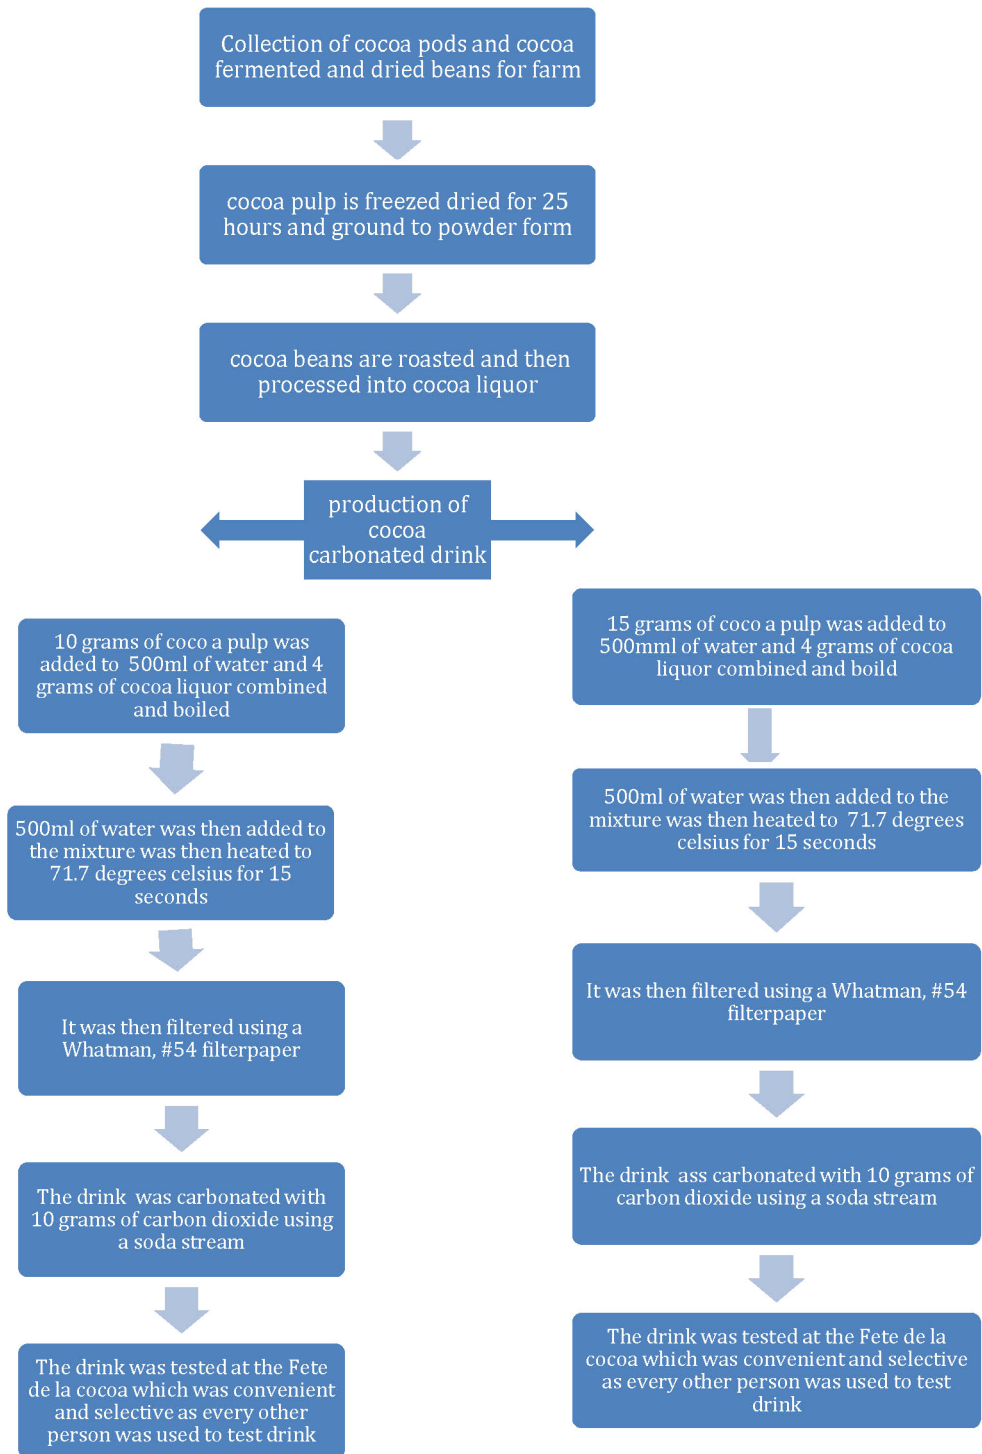 Collection of cocoa pods and cocoa
fermented and dried beans for farm
cocoa pulp is freezed dried for 25
hours and ground to powder form
cocoa beans are roasted and then
processed into cocoa liquor
production of
cocoa
carbonated drink
10 grams of coco a pulp was
added to 500ml of water and 4
grams of cocoa liquor combined
and boiled
500ml of water was then added to
the mixture was then heated to
71.7 degrees celsius for 15
seconds
It was then filtered using a
Whatman, #54 filterpaper
The drink was carbonated with
10 grams of carbon dioxide using
a soda stream
The drink was tested at the Fete
de la cocoa which was convenient
and selective as every other
person was used to test drink
15 grams of coco a pulp was added to
500mml of water and 4 grams of cocoa
liquor combined and boild
500ml of water was then added to the
mixture was then heated to 71.7 degrees
celsius for 15 seconds
It was then filtered using a Whatman, #54
filterpaper
The drink ass carbonated with 10 grams of
carbon dioxide using a soda stream
The drink was tested at the Fete de la
cocoa which was convenient and selective
as every other person was used to test
drink